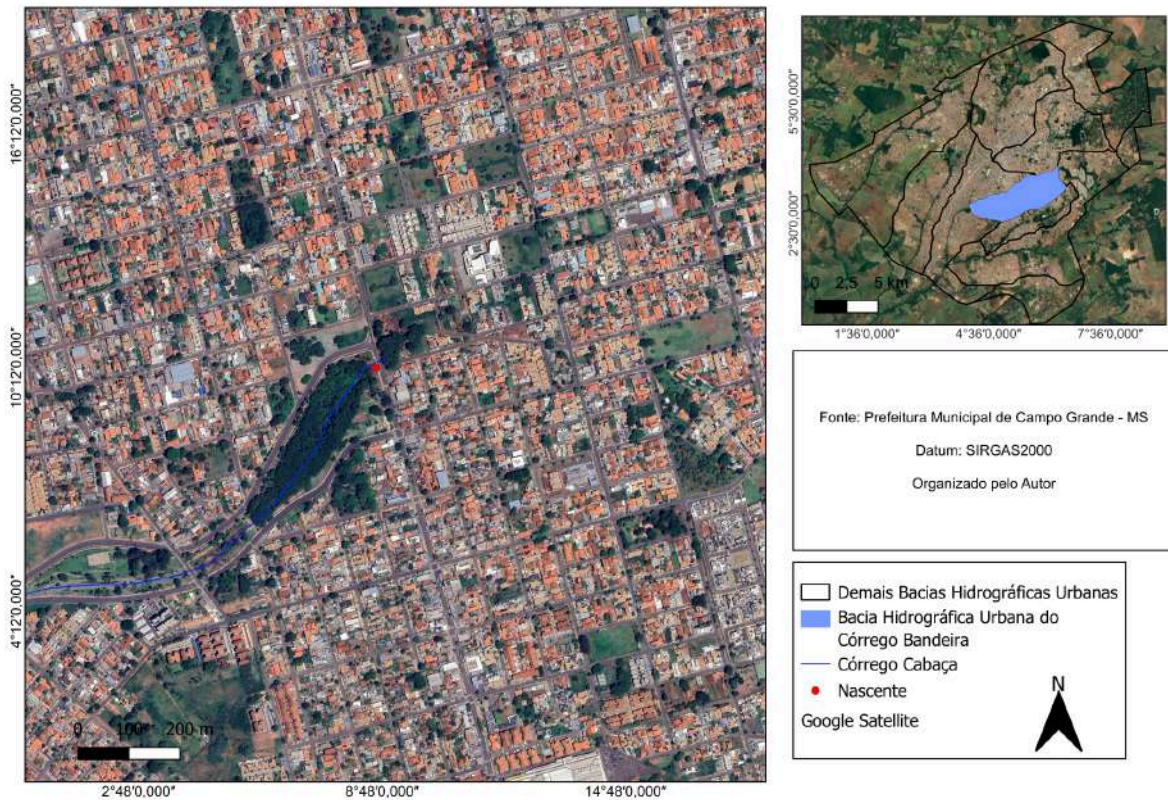 16°12'0,000"
10°12'0,000"
4°12'0,000"
0 100 200 m
2°48'0,000" 8°48'0,000" 14°48'0,000"
5°30'0,000"
2°30'0,000"
0 2,5 5 km
1°36'0,000" 4°36'0,000" 7°36'0,000"
Fonte: Prefeitura Municipal de Campo Grande - MS
Datum: SIRGAS2000
Organizado pelo Autor
Demais Bacias Hidrográficas Urbanas
Bacia Hidrográfica Urbana do
Córrego Bandeira
Córrego Cabaça
Nascente
Google Satellite
N